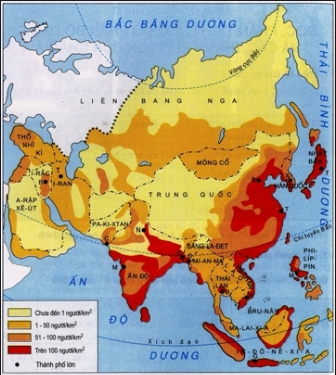 BẮC BĂNG DƯƠNG
THÁI BÌNH DƯƠNG
Vòng cực Bắc
LIÊN BANG NGA
THỔ
NHĨ
KÌ
I-RẮC
I-RAN
A-RẬP
XÊ-ÚT
MÔNG CỔ
TRUNG QUỐC
HÀN QUỐC
NHẬT
BẢN
PA-KI-XTAN
N
ẤN ĐỘ
M
BĂNG-LA-ĐET
MI-AN-MA
THÁI
LAN
Chí tuyến Bắc
PHI-
LIP-
PIN
BRU-NÂY
MA-LAI-XI-A
IN-ĐÔ-NÊ-XI-A
Xích đạo
ẤN
ĐỘ
DƯƠNG
Chưa đến 1 người/km²
1 - 50 người/km²
51 - 100 người/km²
Trên 100 người/km²
Thành phố lớn